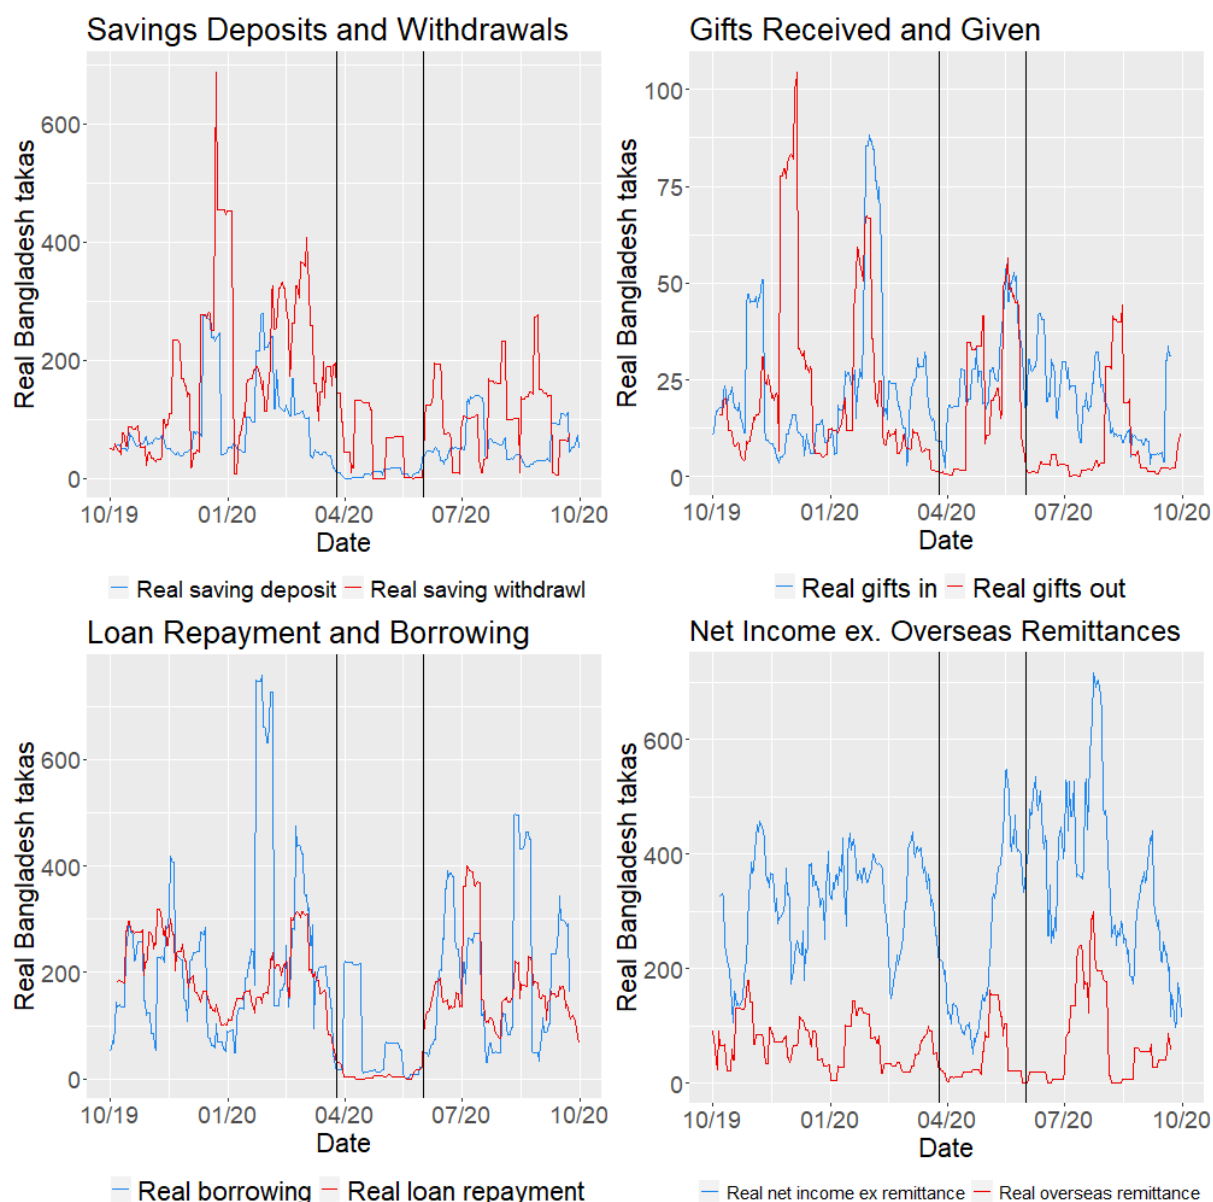 Savings Deposits and Withdrawals
Real Bangladesh takas
600
400
200
0
10/19 01/20 04/20 07/20 10/20
Date
Real saving deposit Real saving withdrawl
Gifts Received and Given
Real Bangladesh takas
100
75
50
25
0
10/19 01/20 04/20 07/20 10/20
Date
Real gifts in Real gifts out
Loan Repayment and Borrowing
Real Bangladesh takas
600
400
200
0
10/19 01/20 04/20 07/20 10/20
Date
Real borrowing Real loan repayment
Net Income ex. Overseas Remittances
Real Bangladesh takas
600
400
200
0
10/19 01/20 04/20 07/20 10/20
Date
Real net income ex remittance Real overseas remittance